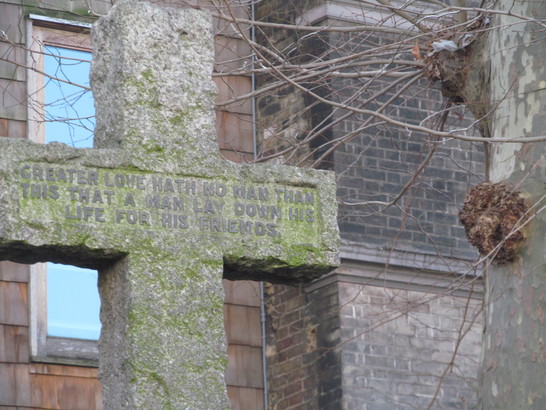 GREATER LOVE HATH NO MAN THAN
THIS THAT A MAN LAY DOWN HIS
LIFE FOR HIS FRIENDS.